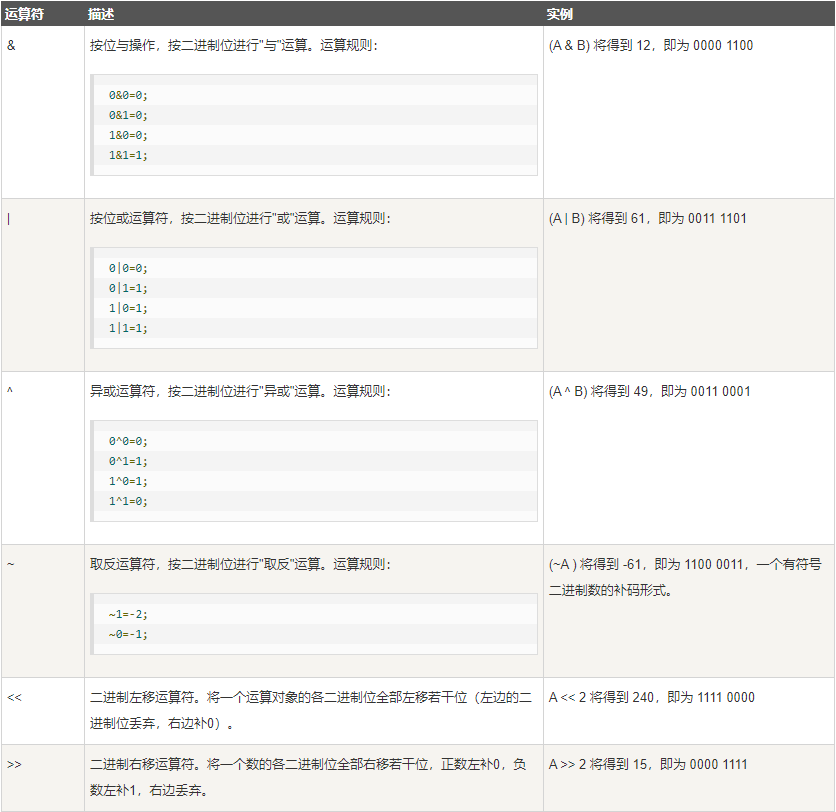 运算符 描述 实例
& 按位与操作，按二进制位进行"与"运算。运算规则： (A & B) 将得到 12，即为 0000 1100
0&0=0;
0&1=0;
1&0=0;
1&1=1;
| 按位或运算符，按二进制位进行"或"运算。运算规则： (A | B) 将得到 61，即为 0011 1101
0|0=0;
0|1=1;
1|0=1;
1|1=1;
^ 异或运算符，按二进制位进行"异或"运算。运算规则： (A ^ B) 将得到 49，即为 0011 0001
0^0=0;
0^1=1;
1^0=1;
1^1=0;
~ 取反运算符，按二进制位进行"取反"运算。运算规则： (~A ) 将得到 -61，即为 1100 0011，一个有符号
二进制数的补码形式。
~1=-2;
~0=-1;
<< 二进制左移运算符。将一个运算对象的各二进制位全部左移若干位（左边的二 A << 2 将得到 240，即为 1111 0000
进制位丢弃，右边补0）。
>> 二进制右移运算符。将一个数的各二进制位全部右移若干位，正数左补0，负 A >> 2 将得到 15，即为 0000 1111
数左补1，右边丢弃。